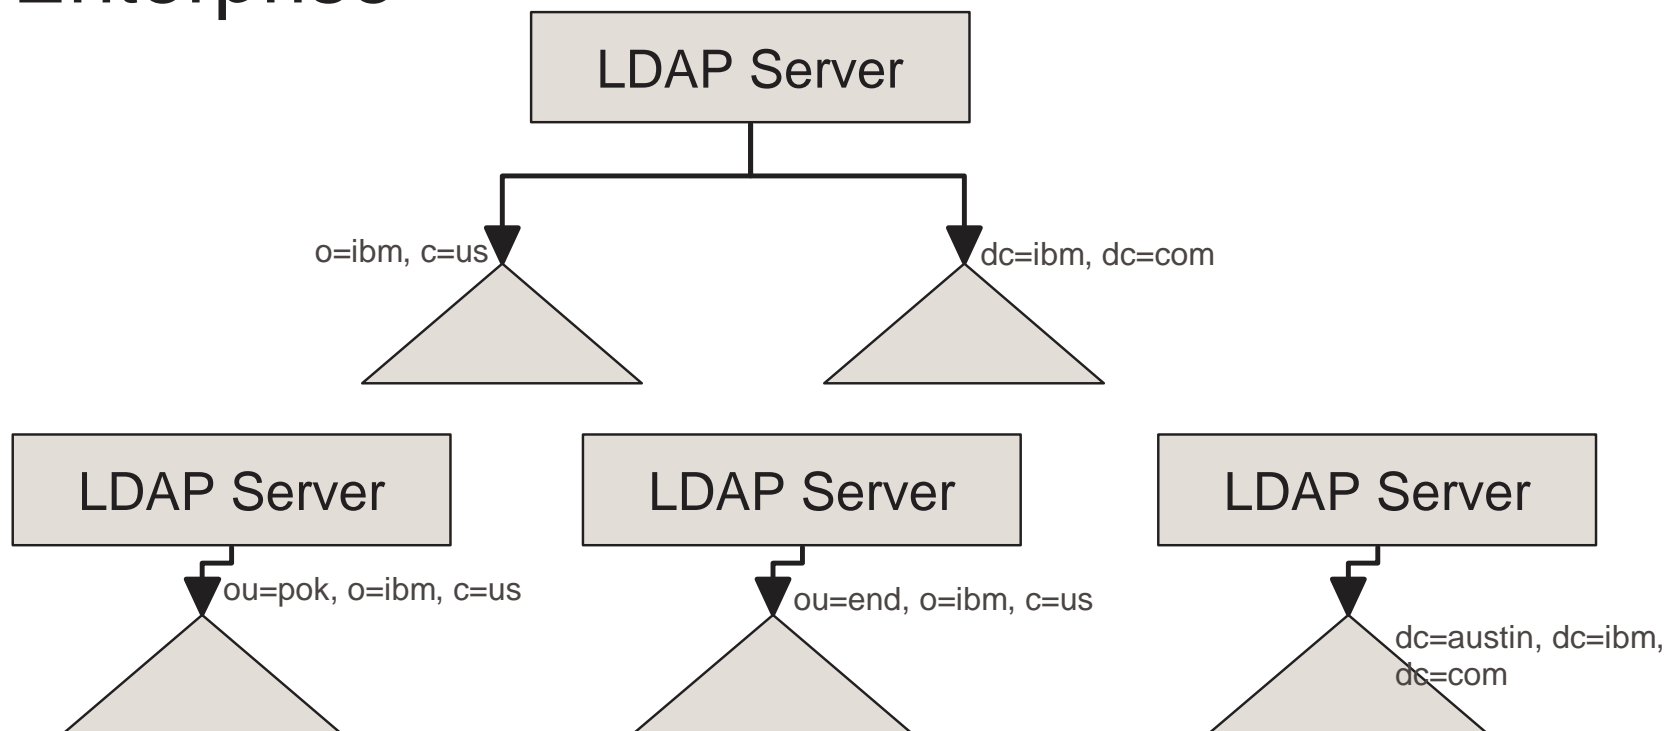 Enterprise
LDAP Server
o=ibm, c=us
dc=ibm, dc=com
LDAP Server
LDAP Server
LDAP Server
ou=pok, o=ibm, c=us
ou=end, o=ibm, c=us
dc=austin, dc=ibm,
dc=com